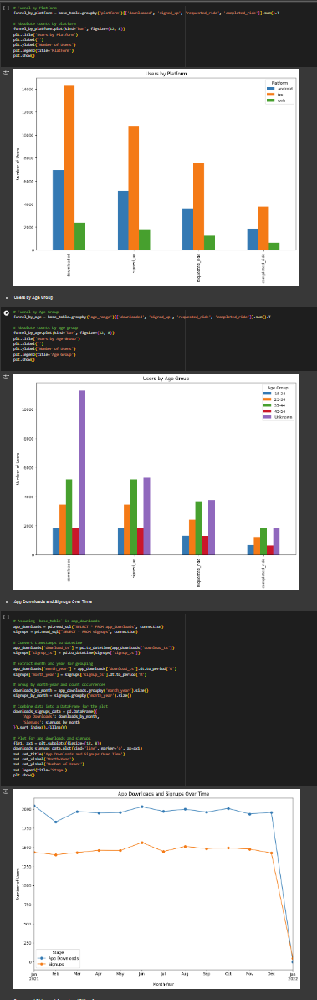 [ ]
# Funnel by Platform
funnel_by_platform = base_table.groupby('platform')[['downloaded', 'signed_up', 'requested_ride', 'completed_ride']].sum().T
# Absolute counts by platform
funnel_by_platform.plot(kind='bar', figsize=(12, 8))
plt.title('Users by Platform')
plt.xlabel('')
plt.ylabel('Number of Users')
plt.legend(title='Platform')
plt.show()
Users by Platform
Platform
android
ios
web
14000
12000
10000
8000
6000
4000
2000
0
Number of Users
downloaded
signed_up
requested_ride
completed_ride
Users by Age Group
# Funnel by Age Group
funnel_by_age = base_table.groupby('age_range')[['downloaded', 'signed_up', 'requested_ride', 'completed_ride']].sum().T
# Absolute counts by age group
funnel_by_age.plot(kind='bar', figsize=(12, 8))
plt.title('Users by Age Group')
plt.xlabel('')
plt.ylabel('Number of Users')
plt.legend(title='Age Group')
plt.show()
Users by Age Group
Age Group
18-24
25-34
35-44
45-54
Unknown
10000
8000
6000
4000
2000
0
Number of Users
downloaded
signed_up
requested_ride
completed_ride
App Downloads and Signups Over Time
[ ]
# Assuming `base_table` is app_downloads
app_downloads = pd.read_sql("SELECT * FROM app_downloads", connection)
signups = pd.read_sql("SELECT * FROM signups", connection)
# Convert timestamps to datetime
app_downloads['download_ts'] = pd.to_datetime(app_downloads['download_ts'])
signups['signup_ts'] = pd.to_datetime(signups['signup_ts'])
# Extract month and year for grouping
app_downloads['month_year'] = app_downloads['download_ts'].dt.to_period('M')
signups['month_year'] = signups['signup_ts'].dt.to_period('M')
# Group by month-year and count occurrences
downloads_by_month = app_downloads.groupby('month_year').size()
signups_by_month = signups.groupby('month_year').size()
# Combine data into a DataFrame for the plot
downloads_signups_data = pd.DataFrame({
'App Downloads': downloads_by_month,
'Signups': signups_by_month
}).sort_index().fillna(0)
# Plot for app downloads and signups
fig1, ax1 = plt.subplots(figsize=(12, 8))
downloads_signups_data.plot(kind='line', marker='o', ax=ax1)
ax1.set_title('App Downloads and Signups Over Time')
ax1.set_xlabel('Month-Year')
ax1.set_ylabel('Number of Users')
ax1.legend(title='Stage')
plt.show()
App Downloads and Signups Over Time
2000
1750
1500
1250
1000
750
500
250
0
Number of Users
Stage
App Downloads
Signups
Jan Feb Mar Apr May Jun Jul Aug Sep Oct Nov Dec Jan
2021 2022
Month-Year